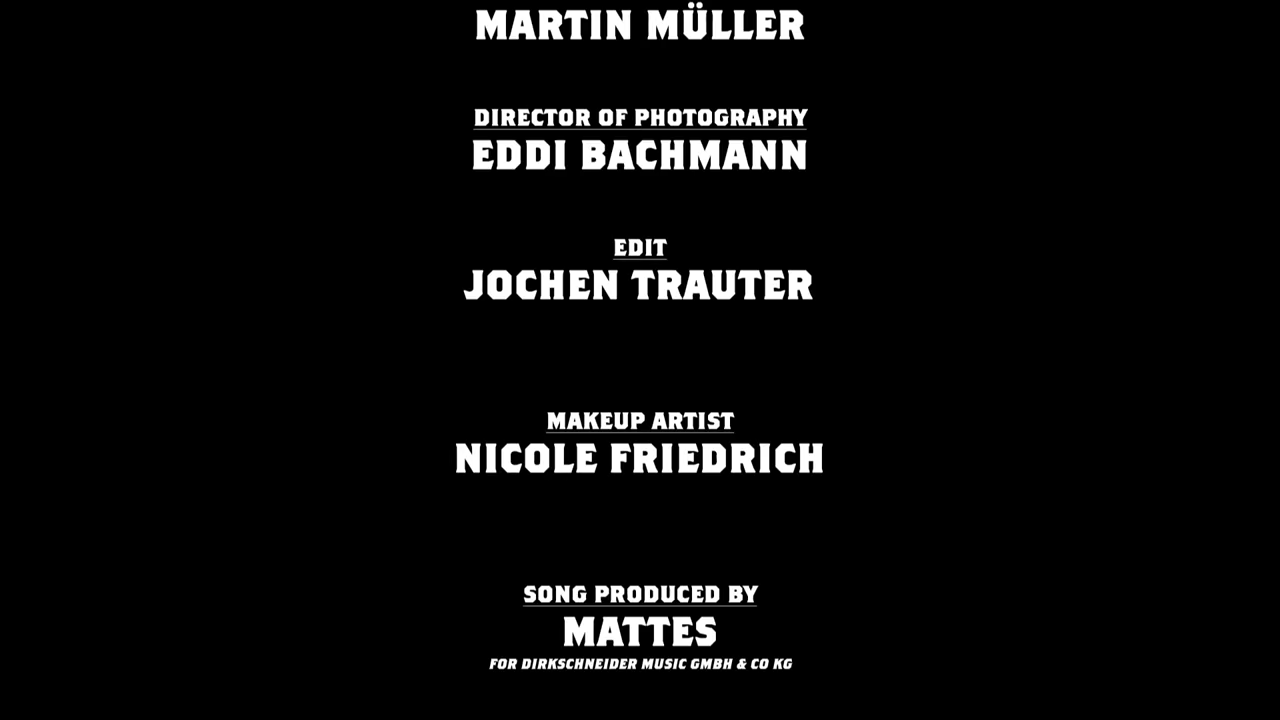 MARTIN MÜLLER
DIRECTOR OF PHOTOGRAPHY
EDDI BACHMANN
EDIT
JOCHEN TRAUTER
MAKEUP ARTIST
NICOLE FRIEDRICH
SONG PRODUCED BY
MATTES
FOR DIRKSCHNEIDER MUSIC GMBH & CO KG